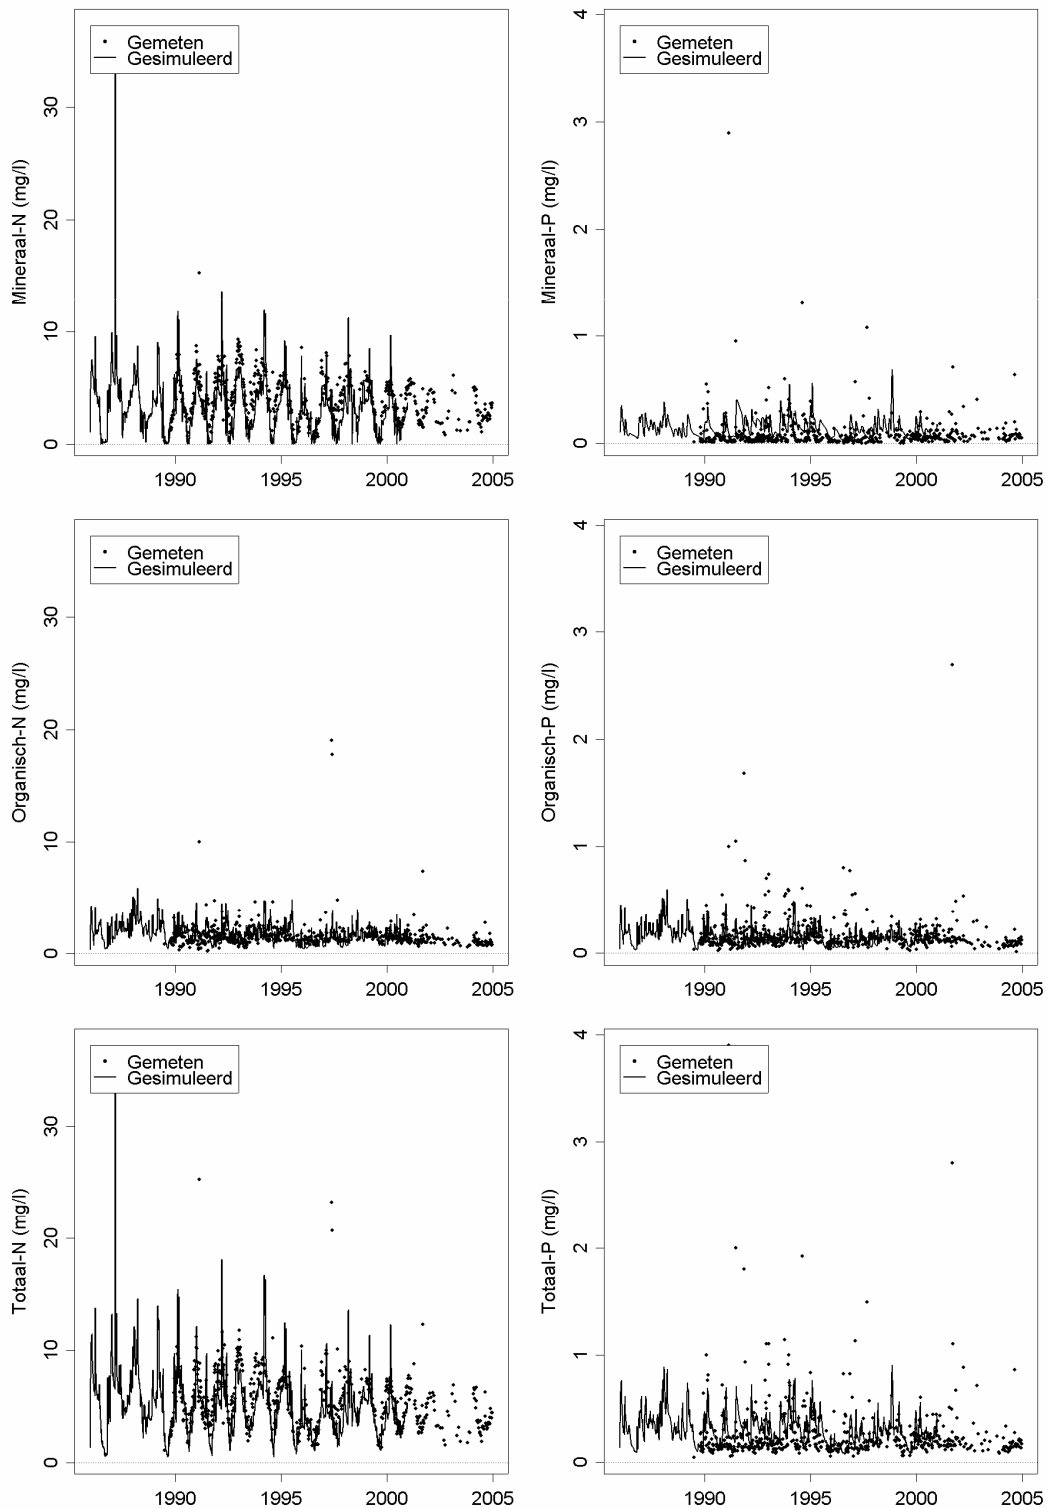 Gemeten
Gesimuleerd
Mineraal-N (mg/l)
30
20
10
0
1990 1995 2000 2005
Gemeten
Gesimuleerd
Mineraal-P (mg/l)
4
3
2
1
0
1990 1995 2000 2005
Gemeten
Gesimuleerd
Organisch-N (mg/l)
30
20
10
0
1990 1995 2000 2005
Gemeten
Gesimuleerd
Organisch-P (mg/l)
4
3
2
1
0
1990 1995 2000 2005
Gemeten
Gesimuleerd
Totaal-N (mg/l)
30
20
10
0
1990 1995 2000 2005
Gemeten
Gesimuleerd
Totaal-P (mg/l)
4
3
2
1
0
1990 1995 2000 2005